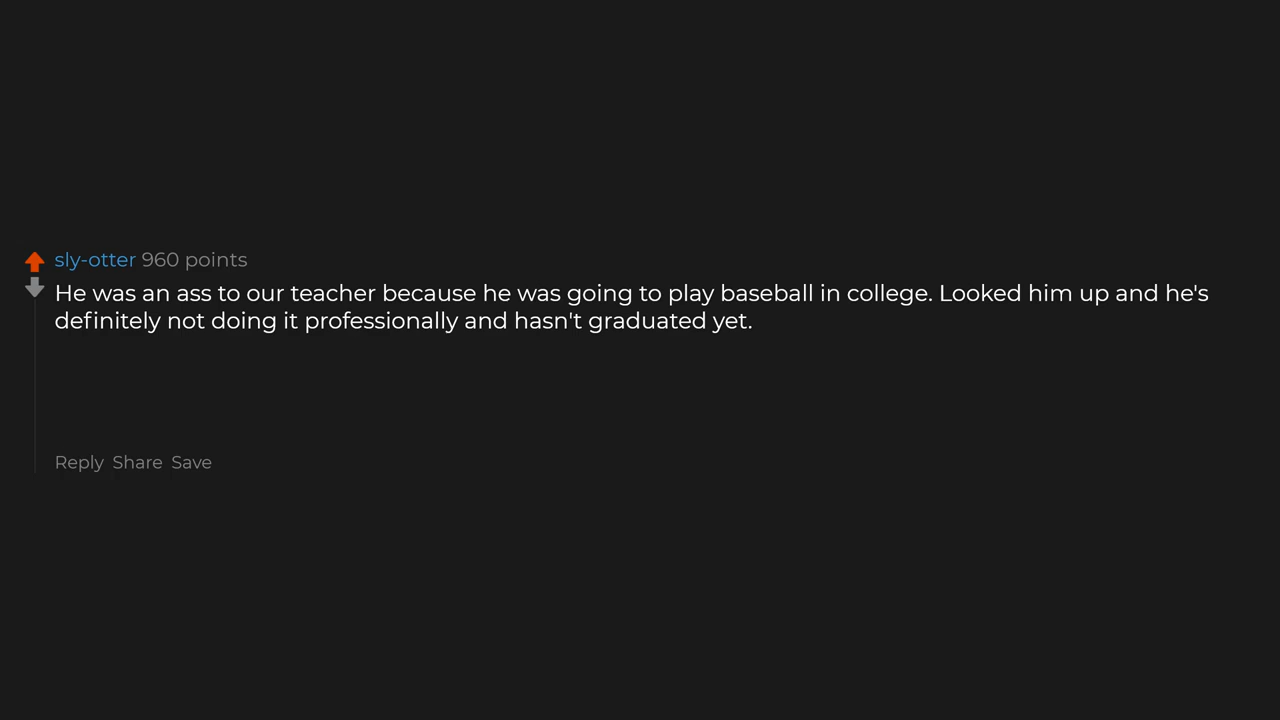 sly-otter 960 points
He was an ass to our teacher because he was going to play baseball in college. Looked him up and he's
definitely not doing it professionally and hasn't graduated yet.
Reply Share Save